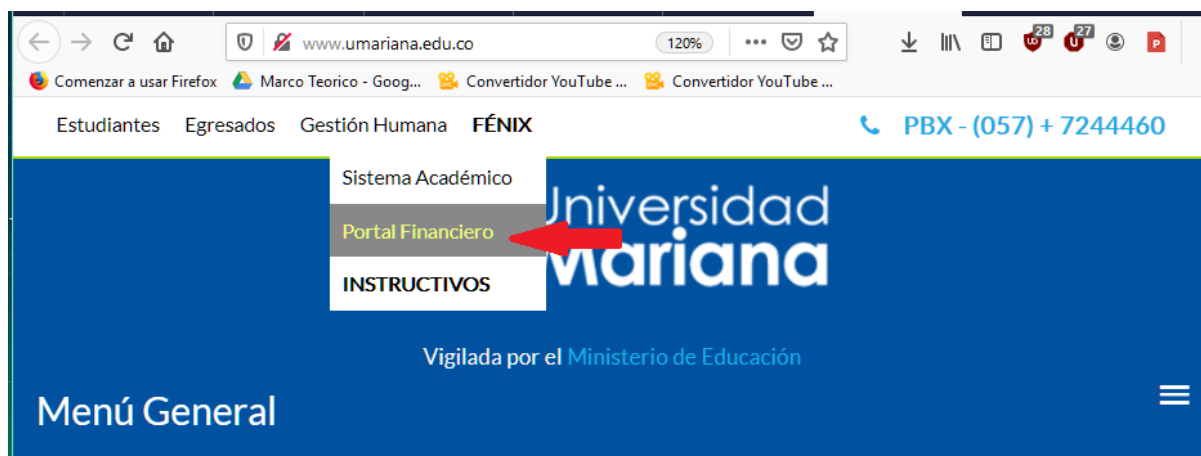 www.umariana.edu.co 120% 28 27 P
Comenzar a usar Firefox Marco Teorico - Goog... Convertidor YouTube ... Convertidor YouTube ...
Estudiantes Egresados Gestión Humana FÉNIX PBX - (057) + 7244460
Sistema Académico
Portal Financiero
INSTRUCTIVOS
Universidad
Mariana
Vigilada por el Ministerio de Educación
Menú General